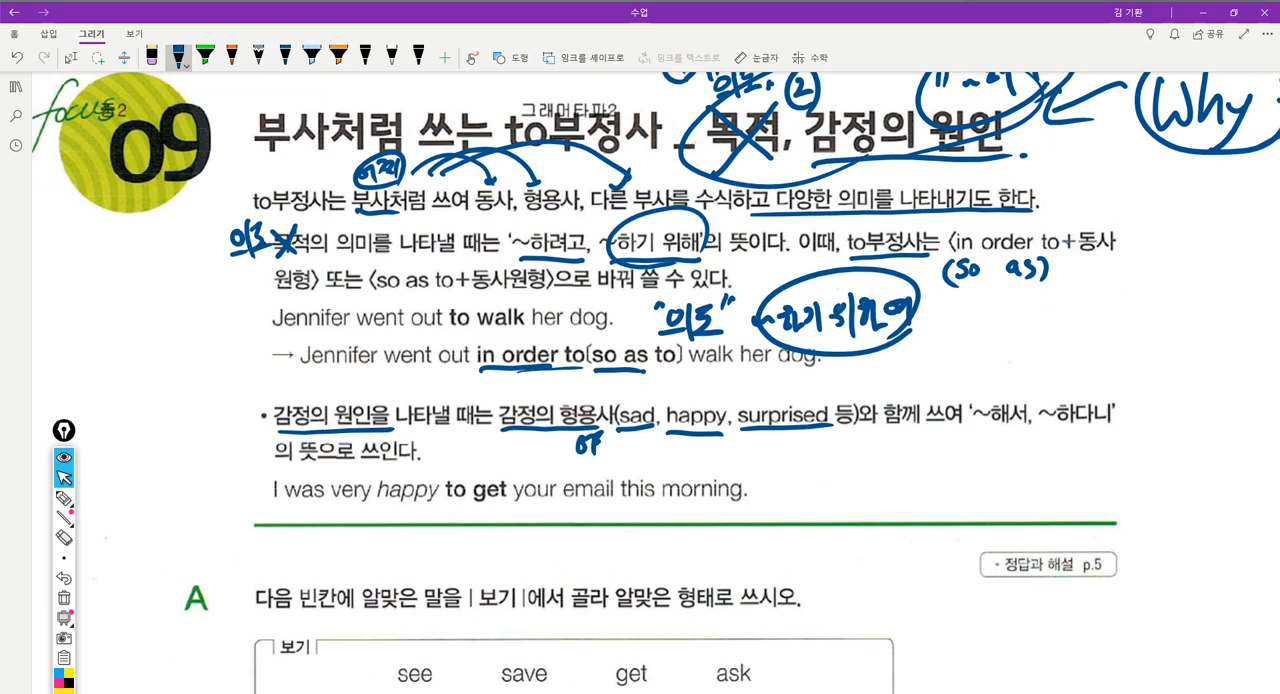 수업
김 기환
홈 삽입 그리기 보기
공유
도형 잉크를 셰이프로 잉크를 텍스트로 눈금자 수학
focus 중2
09
그래머타파2
의도, ②
Why
부사처럼 쓰는 to부정사 _ 목적, 감정의 원인
to부정사는 부사처럼 쓰여 동사, 형용사, 다른 부사를 수식하고 다양한 의미를 나타내기도 한다.
의도 목적의 의미를 나타낼 때는 ‘~하려고, ~하기 위해’의 뜻이다. 이때, to부정사는 〈in order to+동사
(so as)
원형〉 또는 〈so as to+동사원형〉으로 바꿔 쓸 수 있다.
Jennifer went out to walk her dog.
"의도" ~하기 위하여
→ Jennifer went out in order to(so as to) walk her dog.
• 감정의 원인을 나타낼 때는 감정의 형용사(sad, happy, surprised 등)와 함께 쓰여 ‘~해서, ~하다니’
의 뜻으로 쓰인다.
I was very happy to get your email this morning.
• 정답과 해설 p.5
A 다음 빈칸에 알맞은 말을 |보기|에서 골라 알맞은 형태로 쓰시오.
보기
see save get ask